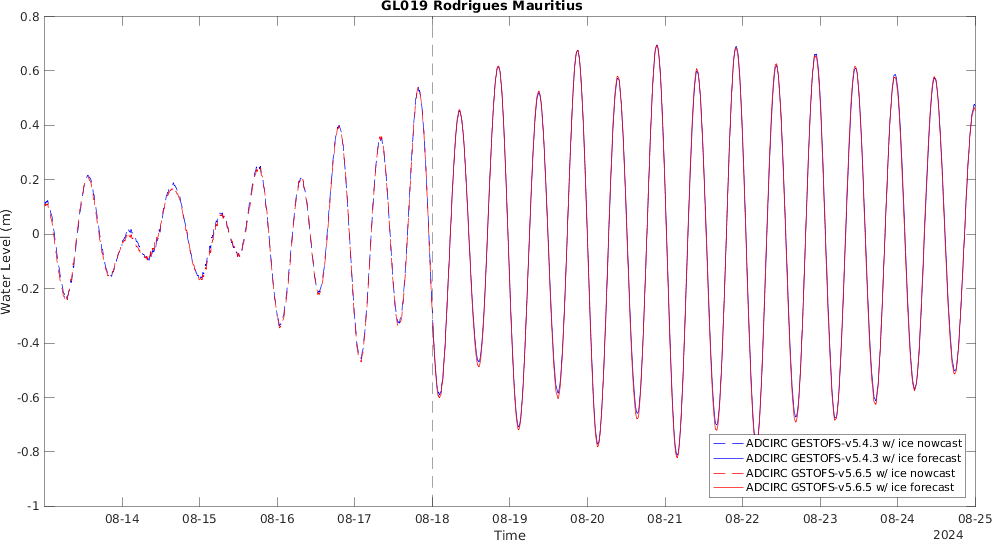 GL019 Rodrigues Mauritius
0.8
0.6
0.4
0.2
0
-0.2
-0.4
-0.6
-0.8
-1
Water Level (m)
ADCIRC GESTOFS-v5.4.3 w/ ice nowcast
ADCIRC GESTOFS-v5.4.3 w/ ice forecast
ADCIRC GSTOFS-v5.6.5 w/ ice nowcast
ADCIRC GSTOFS-v5.6.5 w/ ice forecast
08-14 08-15 08-16 08-17 08-18 08-19 08-20 08-21 08-22 08-23 08-24 08-25
Time
2024